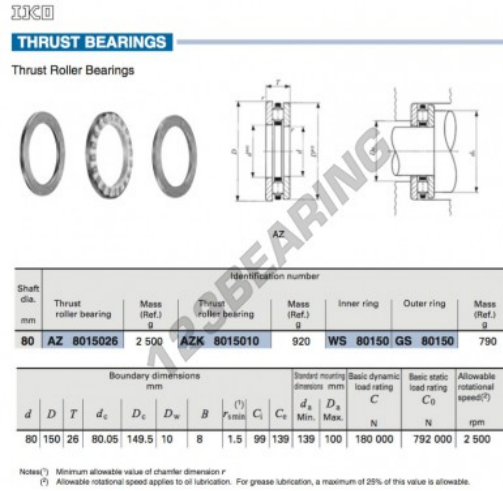 IKO
THRUST BEARINGS
Thrust Roller Bearings
T
r
r
D
d
D
d
AZ
123BEARING
Shaft dia. mm
Identification number
Thrust roller bearing
Mass (Ref.) g
Thrust roller bearing
Mass (Ref.) g
Inner ring
Outer ring
Mass (Ref.) g
80 AZ 8015026 2 500 AZK 8015010 920 WS 80150 GS 80150 790
Boundary dimensions mm
Standard mounting dimensions mm
Basic dynamic load rating C N
Basic static load rating C0 N
Allowable rotational speed(2) rpm
d D T dc Dc Dw B rs min(1) Ci Ce da Min. Da Max.
80 150 26 80.05 149.5 10 8 1.5 99 139 139 100 180 000 792 000 2 500
Notes(1) Minimum allowable value of chamfer dimension r
(2) Allowable rotational speed applies to oil lubrication. For grease lubrication, a maximum of 25% of this value is allowable.